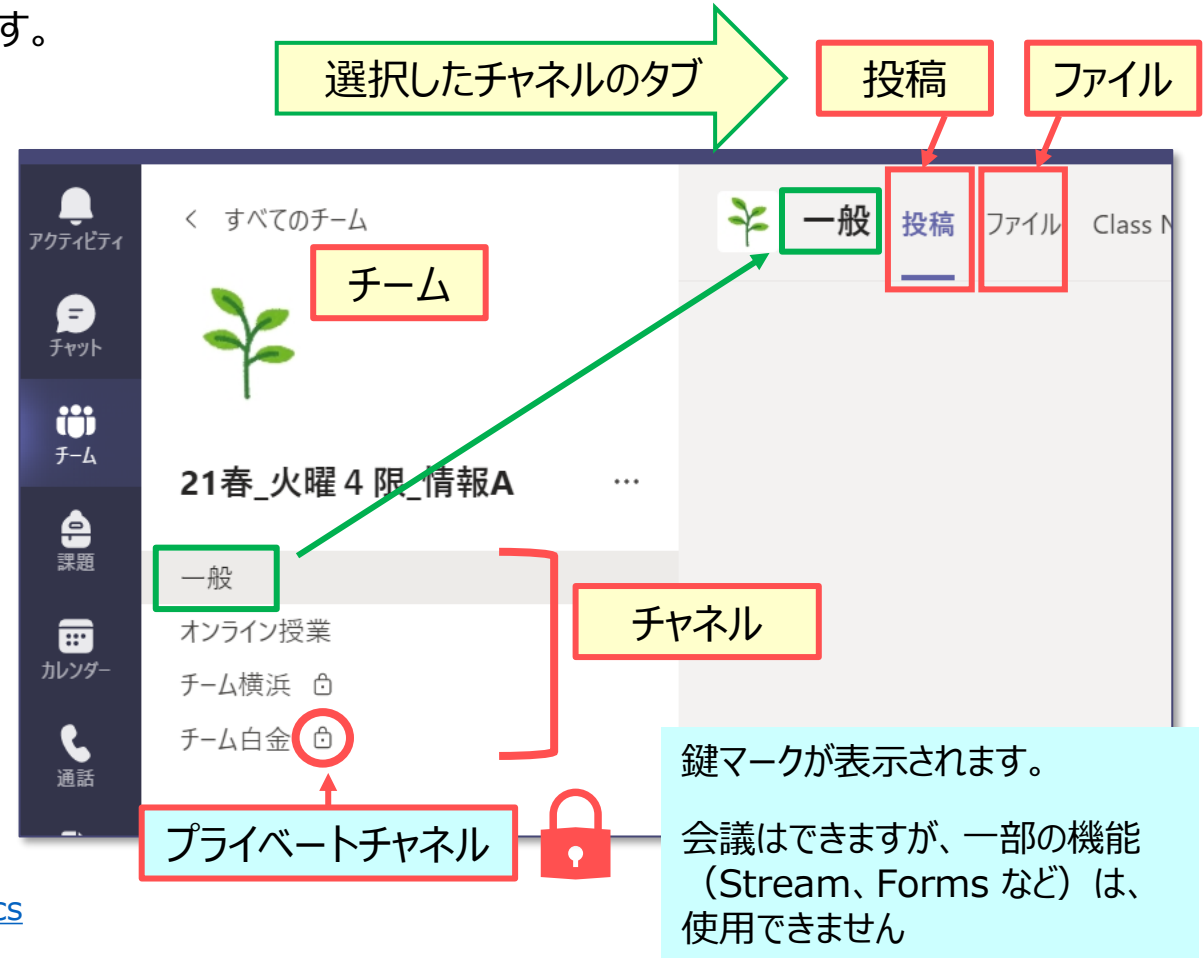 す。
選択したチャネルのタブ
投稿
ファイル
アクティビティ
チャット
チーム
課題
カレンダー
通話
< すべてのチーム
チーム
21春_火曜４限_情報A
…
一般
オンライン授業
チーム横浜
チーム白金
チャネル
プライベートチャネル
一般 投稿 ファイル Class N
鍵マークが表示されます。
会議はできますが、一部の機能
（Stream、Forms など）は、
使用できません
cs